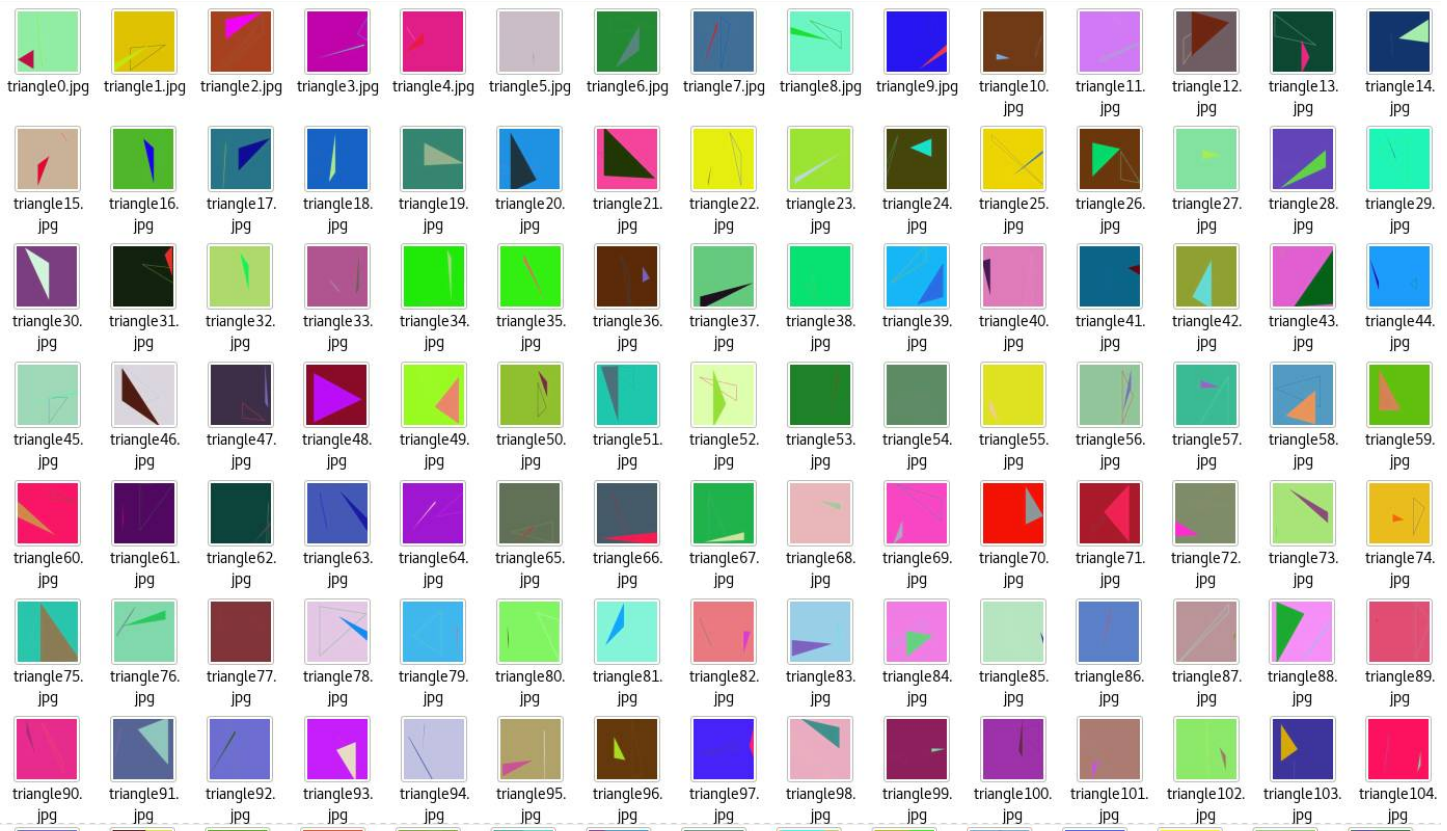 triangle0.jpg triangle1.jpg triangle2.jpg triangle3.jpg triangle4.jpg triangle5.jpg triangle6.jpg triangle7.jpg triangle8.jpg triangle9.jpg triangle10. triangle11. triangle12. triangle13. triangle14.
jpg jpg jpg jpg jpg
triangle15. triangle16. triangle17. triangle18. triangle19. triangle20. triangle21. triangle22. triangle23. triangle24. triangle25. triangle26. triangle27. triangle28. triangle29.
jpg jpg jpg jpg jpg jpg jpg jpg jpg jpg jpg jpg jpg jpg jpg
triangle30. triangle31. triangle32. triangle33. triangle34. triangle35. triangle36. triangle37. triangle38. triangle39. triangle40. triangle41. triangle42. triangle43. triangle44.
jpg jpg jpg jpg jpg jpg jpg jpg jpg jpg jpg jpg jpg jpg jpg
triangle45. triangle46. triangle47. triangle48. triangle49. triangle50. triangle51. triangle52. triangle53. triangle54. triangle55. triangle56. triangle57. triangle58. triangle59.
jpg jpg jpg jpg jpg jpg jpg jpg jpg jpg jpg jpg jpg jpg jpg
triangle60. triangle61. triangle62. triangle63. triangle64. triangle65. triangle66. triangle67. triangle68. triangle69. triangle70. triangle71. triangle72. triangle73. triangle74.
jpg jpg jpg jpg jpg jpg jpg jpg jpg jpg jpg jpg jpg jpg jpg
triangle75. triangle76. triangle77. triangle78. triangle79. triangle80. triangle81. triangle82. triangle83. triangle84. triangle85. triangle86. triangle87. triangle88. triangle89.
jpg jpg jpg jpg jpg jpg jpg jpg jpg jpg jpg jpg jpg jpg jpg
triangle90. triangle91. triangle92. triangle93. triangle94. triangle95. triangle96. triangle97. triangle98. triangle99. triangle100. triangle101. triangle102. triangle103. triangle104.
jpg jpg jpg jpg jpg jpg jpg jpg jpg jpg jpg jpg jpg jpg jpg